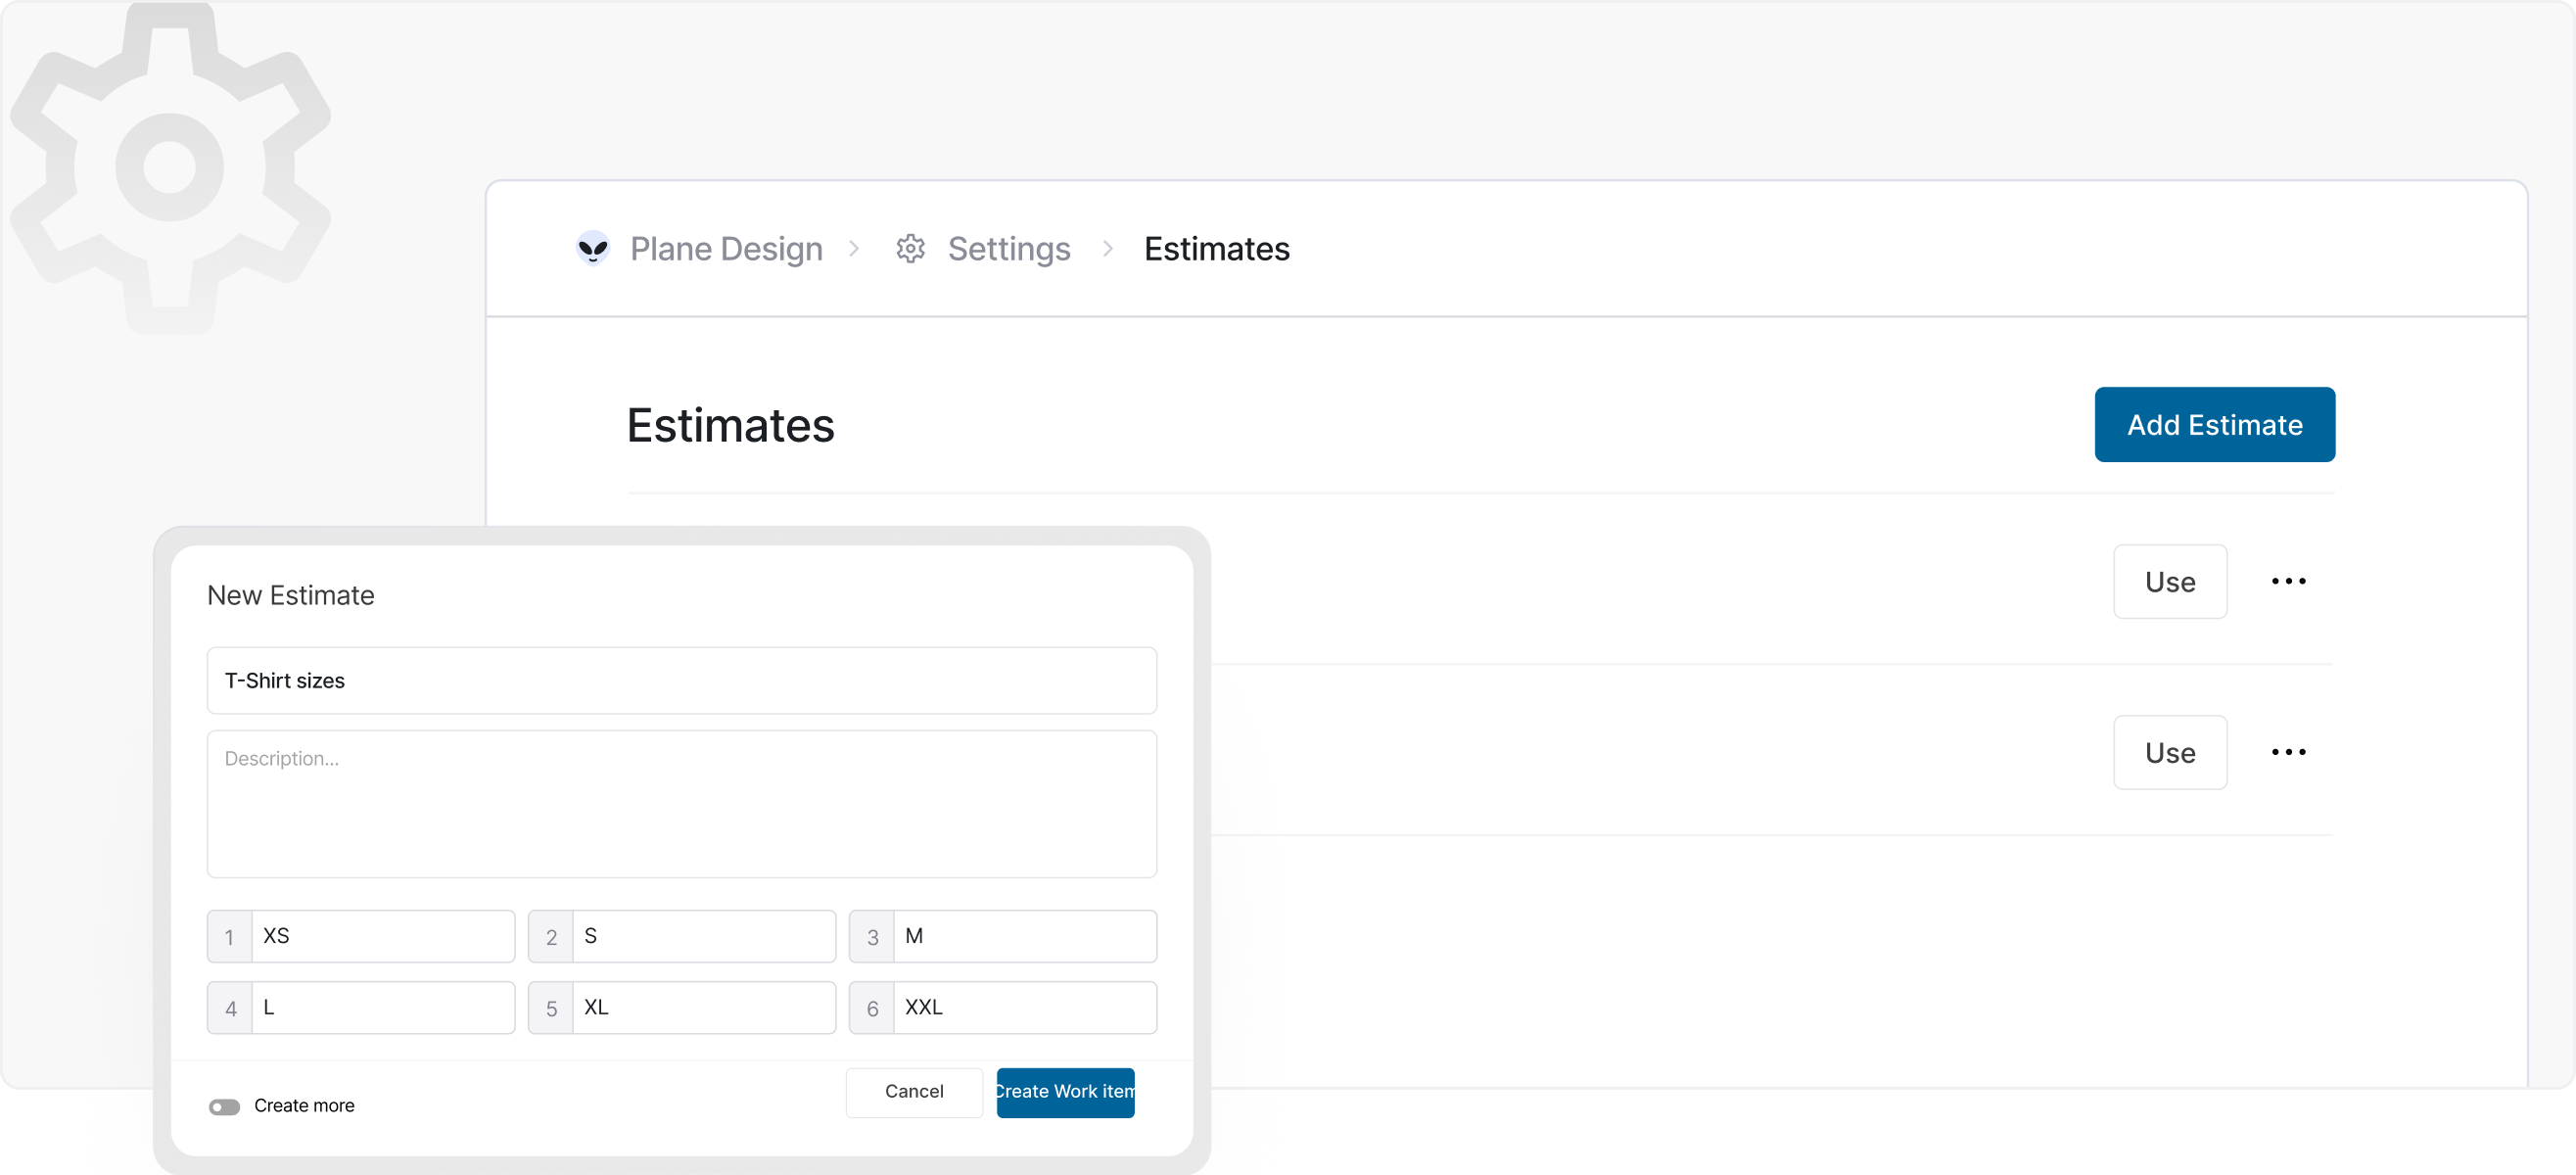 Plane Design > Settings > Estimates
Estimates
Add Estimate
Use
Use
New Estimate
T-Shirt sizes
Description...
1 XS 2 S 3 M
4 L 5 XL 6 XXL
Create more Cancel Create Work item